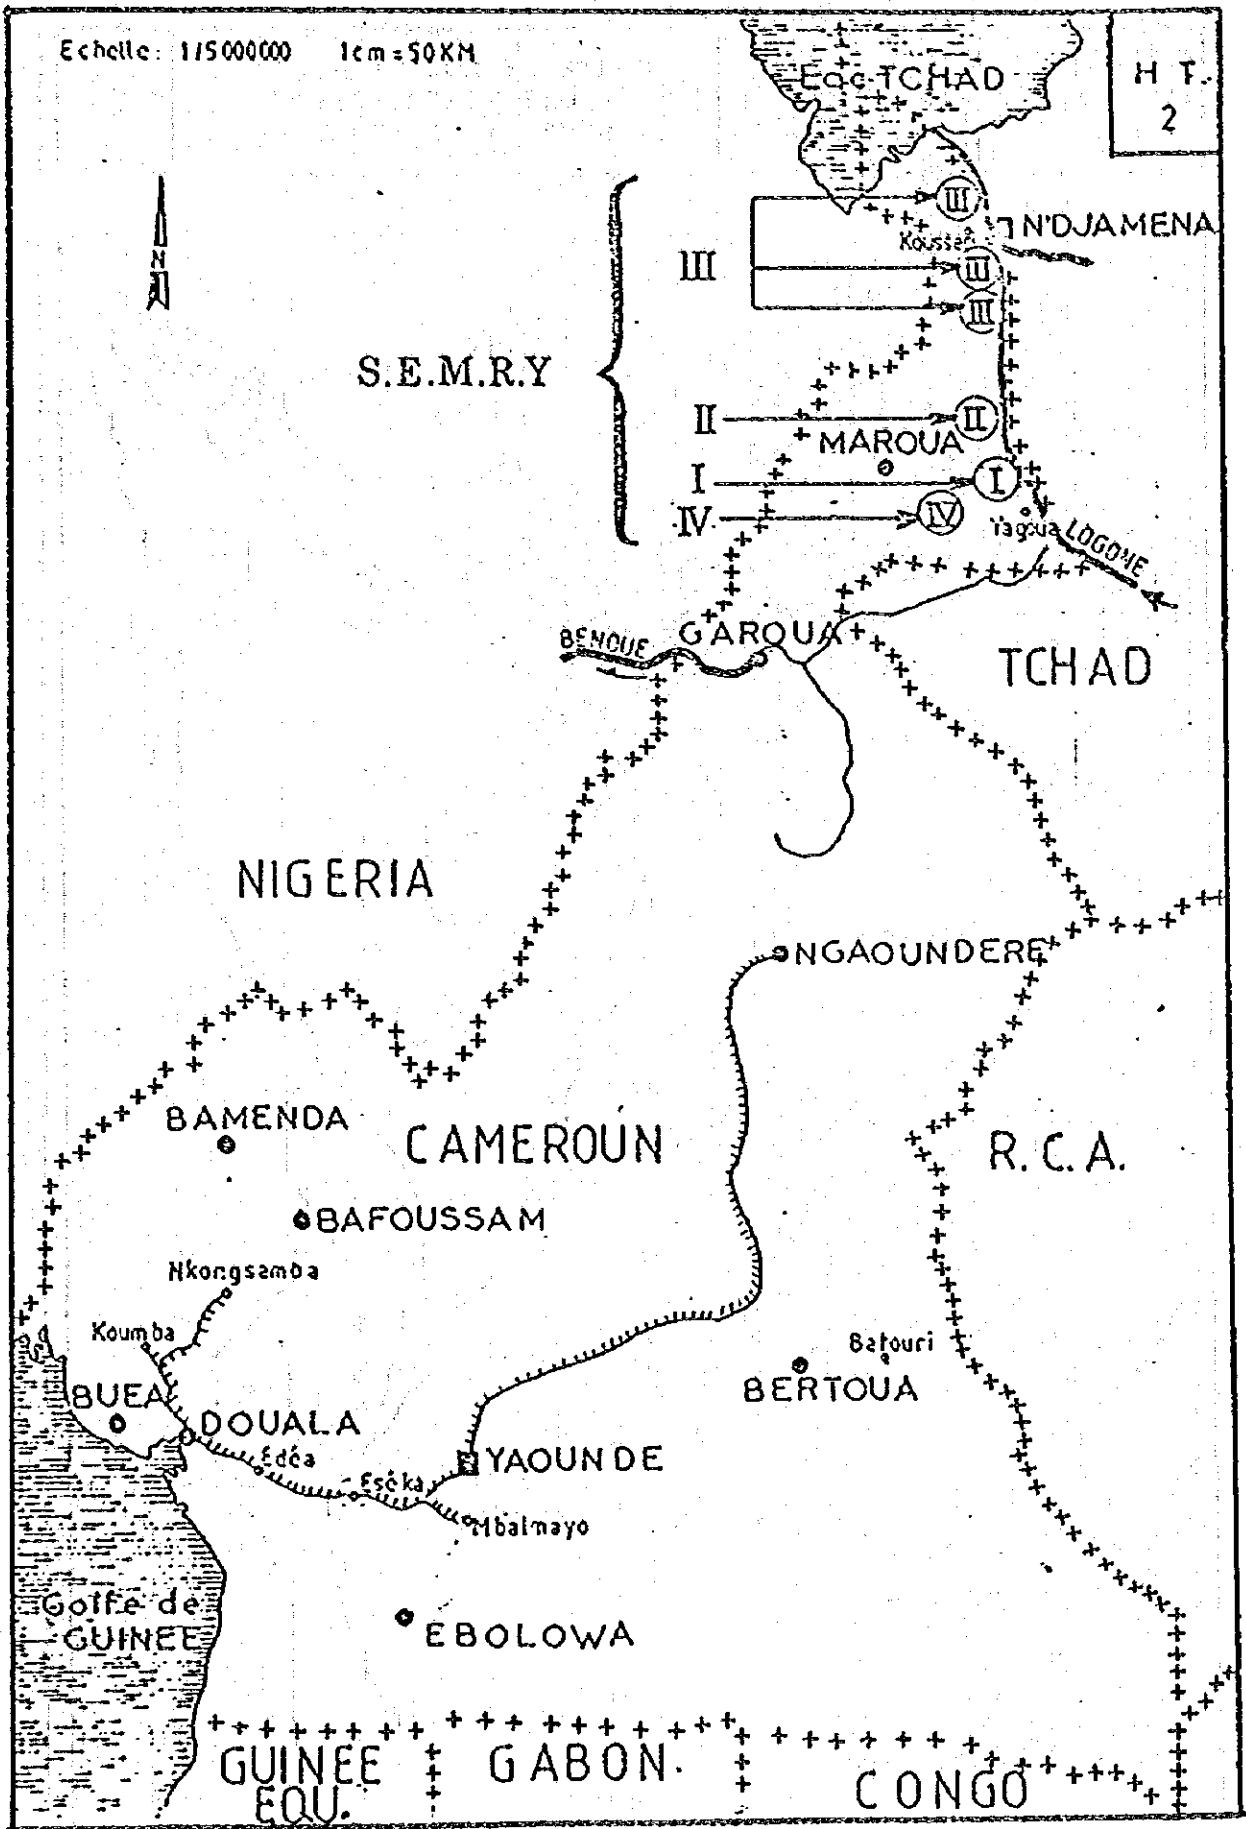 Echelle: 1/5000000 1cm = 50KM
H T.
2
Lac TCHAD
III
N'DJAMENA
III
III
III
S.E.M.R.Y
II
II
MAROUA
I
I
IV
IV
Yagoua
LOGONE
BENOUE
GAROUA
TCHAD
NIGERIA
NGAOUNDERE
BAMENDA
CAMEROUN
R.C.A.
BAFOUSSAM
Nkongsamba
Koumba
Batouri
BERTOUA
BUEA
DOUALA
Edéa
Eséka
YAOUNDE
Mbalmayo
Golfe de
GUINEE
EBOLOWA
GUINEE
EQU.
GABON.
CONGO
N